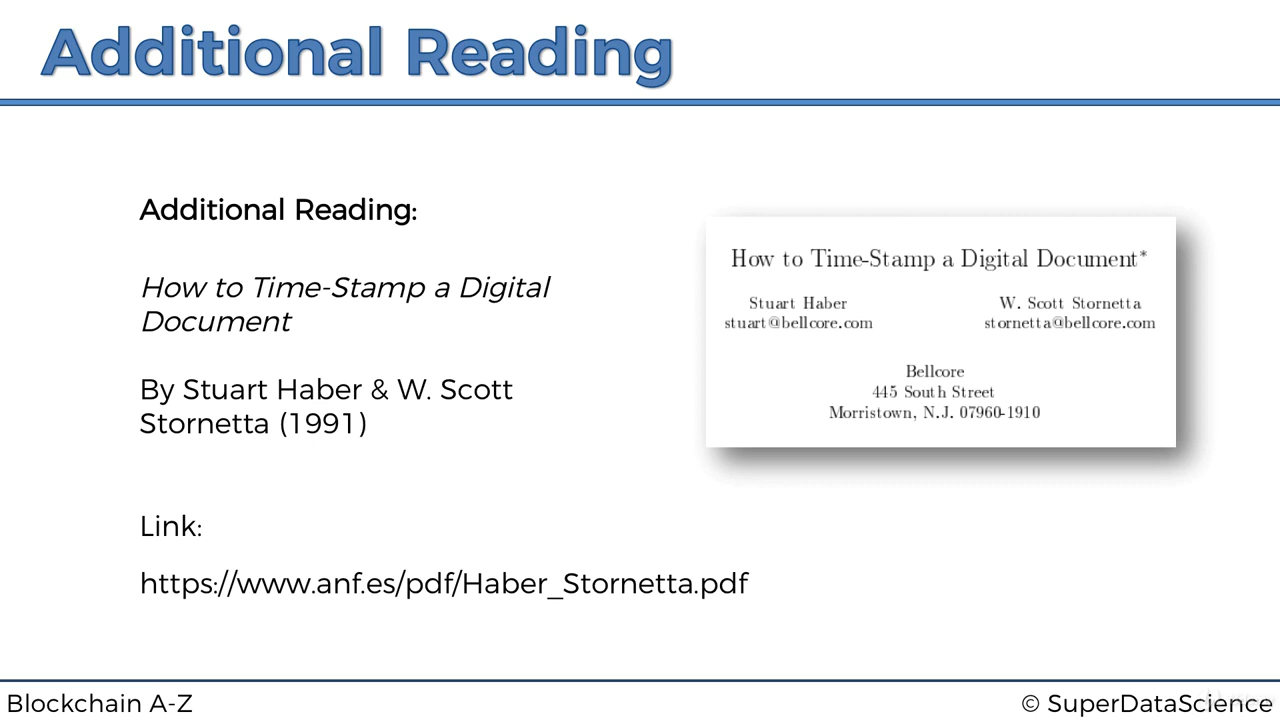 Additional Reading
Additional Reading:
How to Time-Stamp a Digital
Document
By Stuart Haber & W. Scott
Stornetta (1991)
Link:
https://www.anf.es/pdf/Haber_Stornetta.pdf
How to Time-Stamp a Digital Document*
Stuart Haber
stuart@bellcore.com
W. Scott Stornetta
stornetta@bellcore.com
Bellcore
445 South Street
Morristown, N.J. 07960-1910
Blockchain A-Z
© SuperDataScience